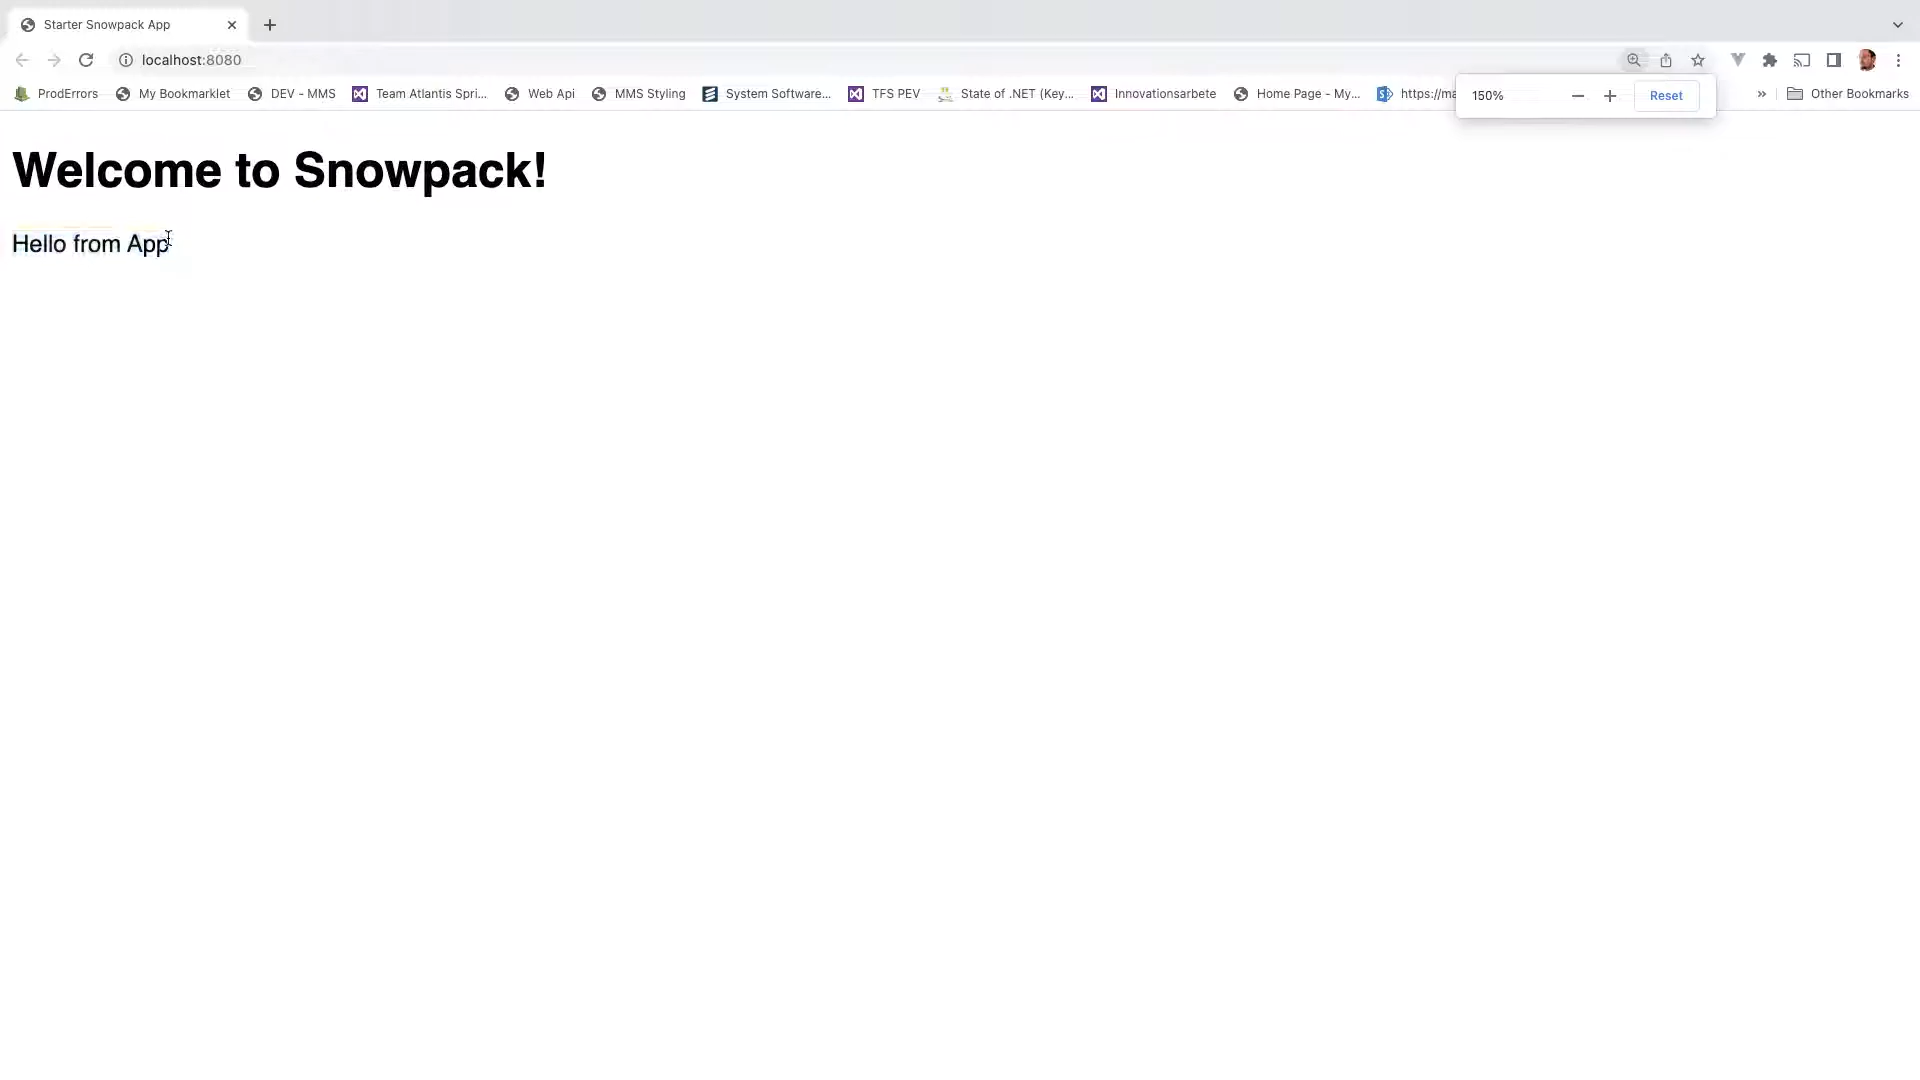 Starter Snowpack App
localhost:8080
ProdErrors My Bookmarklet DEV - MMS Team Atlantis Spri... Web Api MMS Styling System Software... TFS PEV State of .NET (Key... Innovationsarbete Home Page - My... https://ma » Other Bookmarks
150% Reset
Welcome to Snowpack!
Hello from App